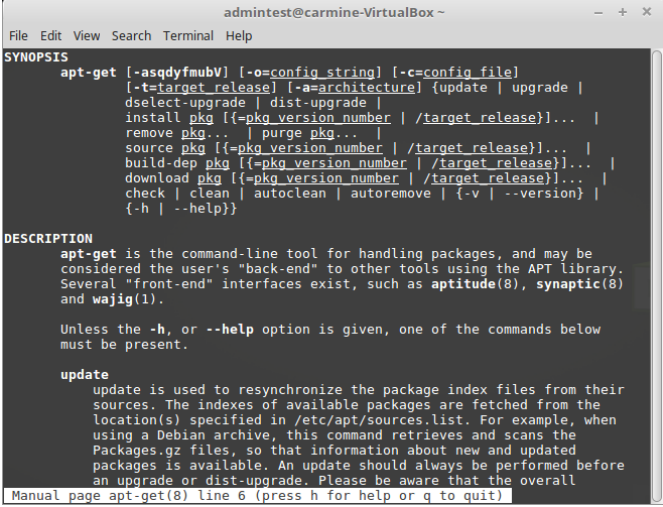 admintest@carmine-VirtualBox ~
File Edit View Search Terminal Help
SYNOPSIS
apt-get [-asqdyfmubV] [-o=config_string] [-c=config_file]
[-t=target_release] [-a=architecture] {update | upgrade |
dselect-upgrade | dist-upgrade |
install pkg [{=pkg_version_number | /target_release}]... |
remove pkg... | purge pkg... |
source pkg [{=pkg_version_number | /target_release}]... |
build-dep pkg [{=pkg_version_number | /target_release}]... |
download pkg [{=pkg_version_number | /target_release}]... |
check | clean | autoclean | autoremove | {-v | --version} |
{-h | --help}}
DESCRIPTION
apt-get is the command-line tool for handling packages, and may be
considered the user's "back-end" to other tools using the APT library.
Several "front-end" interfaces exist, such as aptitude(8), synaptic(8)
and wajig(1).
Unless the -h, or --help option is given, one of the commands below
must be present.
update
update is used to resynchronize the package index files from their
sources. The indexes of available packages are fetched from the
location(s) specified in /etc/apt/sources.list. For example, when
using a Debian archive, this command retrieves and scans the
Packages.gz files, so that information about new and updated
packages is available. An update should always be performed before
an upgrade or dist-upgrade. Please be aware that the overall
Manual page apt-get(8) line 6 (press h for help or q to quit)